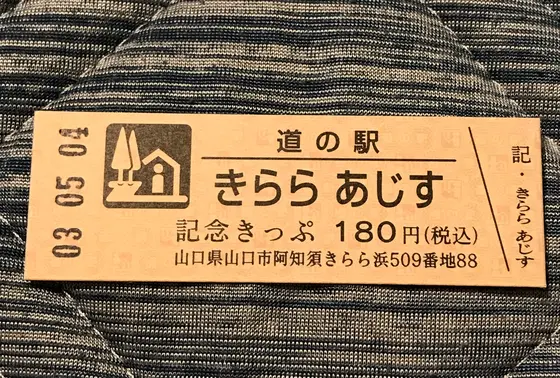 03 05 04
道の駅
きらら あじす
記念きっぷ 180円(税込)
山口県山口市阿知須きらら浜509番地88
記・きらら あじす